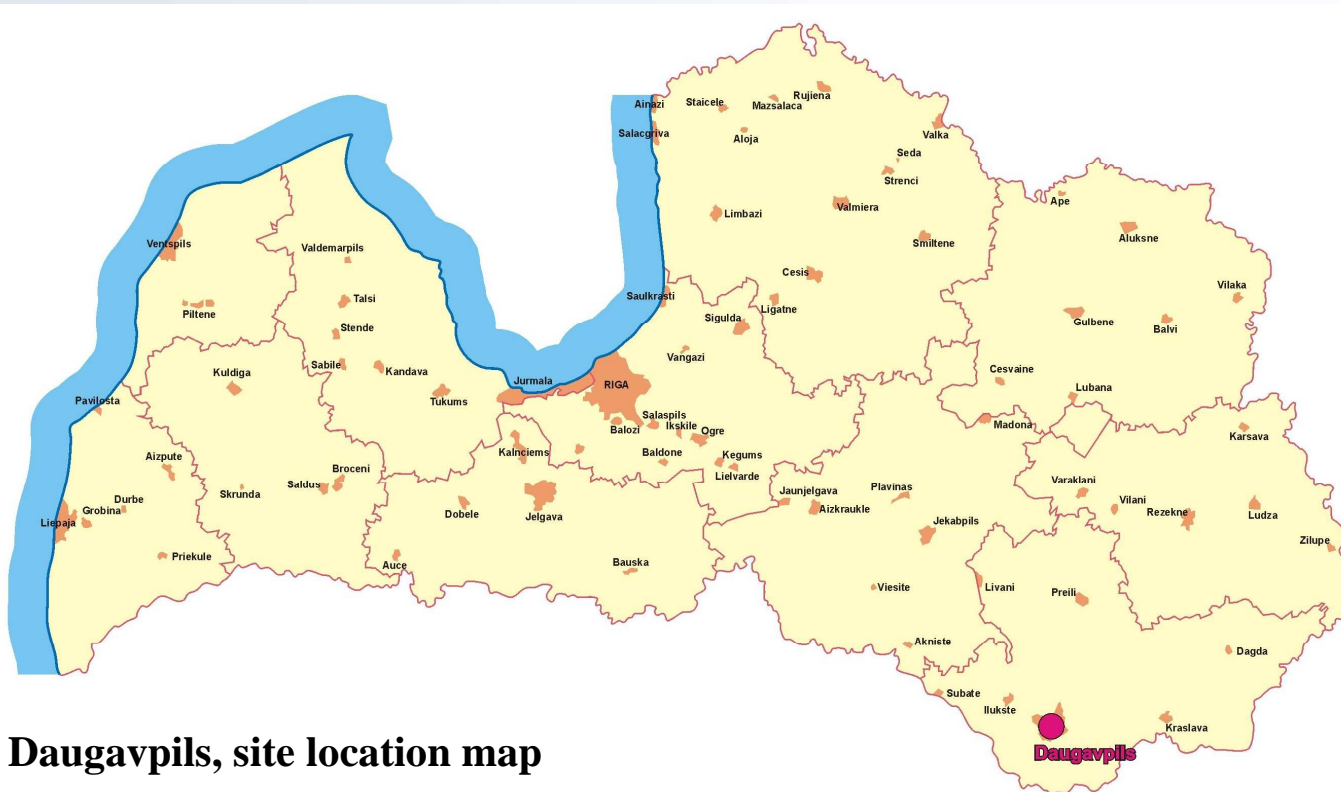 Ainazi
Staicele
Mazsalaca
Rujiena
Salacgriva
Aloja
Valka
Seda
Strenci
Ape
Limbazi
Valmiera
Aluksne
Smiltene
Ventspils
Valdemarpils
Cesis
Vilaka
Saulkrasti
Ligatne
Talsi
Piltene
Sigulda
Gulbene
Balvi
Stende
Vangazi
Sabile
Kandava
Kuldiga
Jurmala
RIGA
Cesvaine
Lubana
Pavilosta
Tukums
Salaspils
Ikskile
Ogre
Balozi
Madona
Karsava
Kalnciems
Baldone
Kegums
Lielvarde
Aizpute
Broceni
Saldus
Skrunda
Varaklani
Jaunjelgava
Plavinas
Aizkraukle
Durbe
Grobina
Vilani
Rezekne
Ludza
Liepaja
Dobele
Jelgava
Jekabpils
Zilupe
Priekule
Auce
Bauska
Viesite
Livani
Preili
Akniste
Dagda
Subate
Ilukste
Kraslava
Daugavpils
Daugavpils, site location map